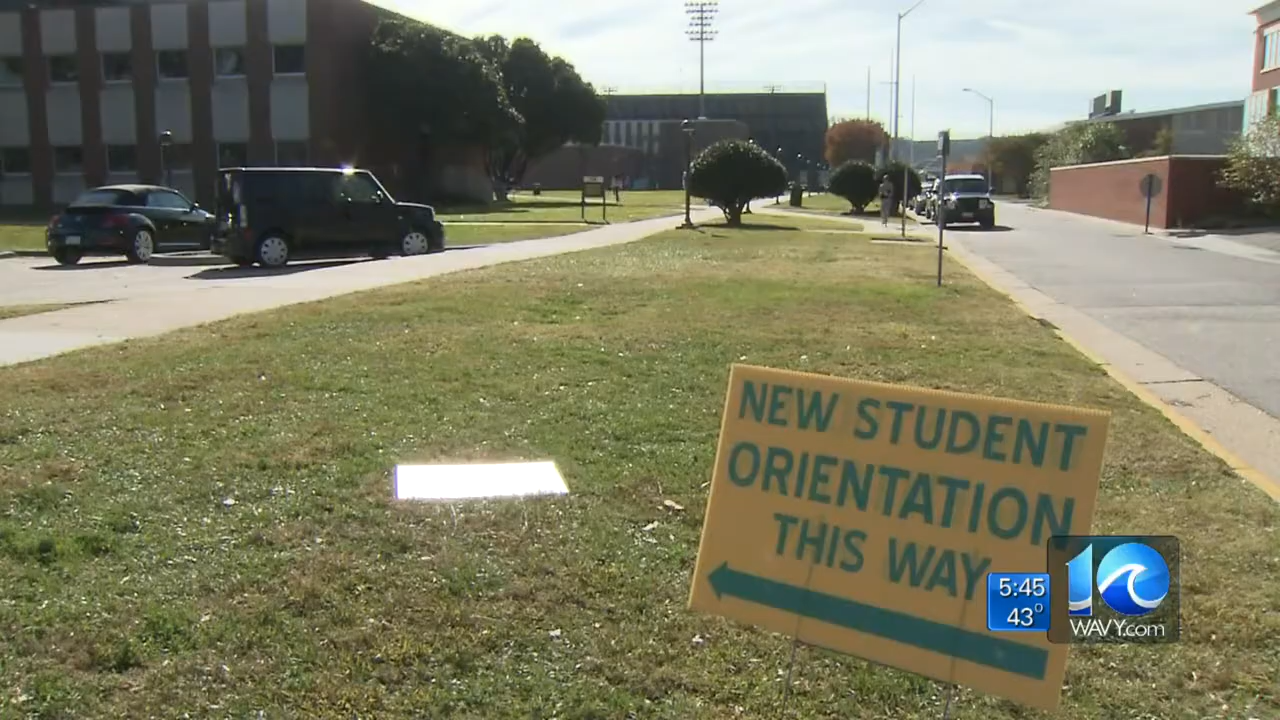 NEW STUDENT
ORIENTATION
THIS WAY
5:45
43°
10
WAVY.com